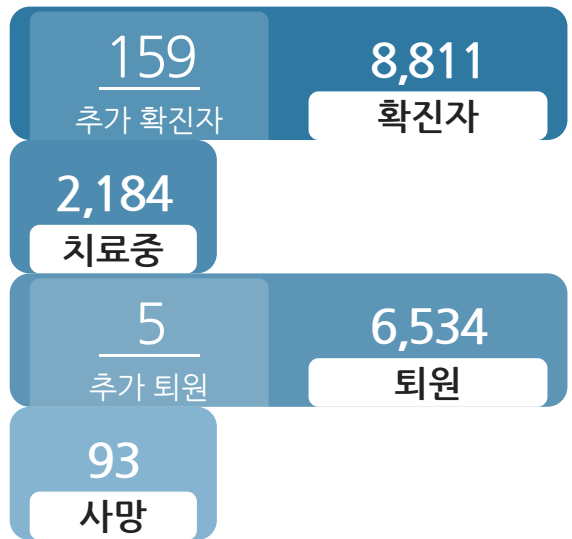 159
추가 확진자
8,811
확진자
2,184
치료중
5
추가 퇴원
6,534
퇴원
93
사망